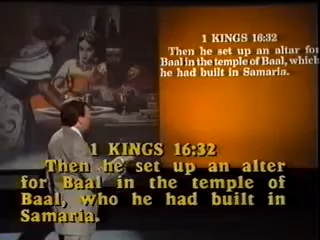 1 KINGS 16:32
Then he set up an altar for
Baal in the temple of Baal, which
he had built in Samaria.
1 KINGS 16:32
Then he set up an alter
for Baal in the temple of
Baal, who he had built in
Samaria.